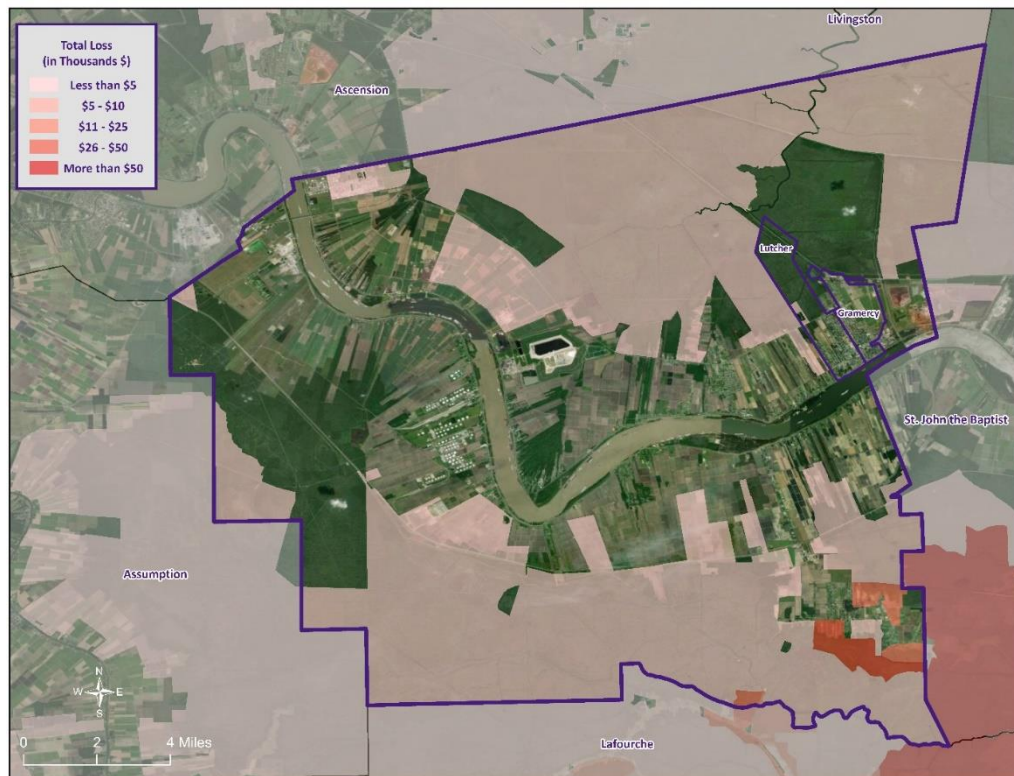 Total Loss
(in Thousands $)
Less than $5
$5 - $10
$11 - $25
$26 - $50
More than $50
Livingston
Ascension
Lutcher
Gramercy
St. John the Baptist
Assumption
N
W E
S
0 2 4 Miles
Lafourche